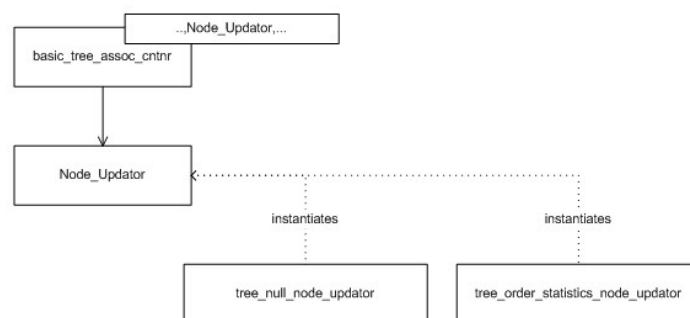 ..,Node_Updator,...
basic_tree_assoc_cntnr
Node_Updator
instantiates
instantiates
tree_null_node_updator
tree_order_statistics_node_updator